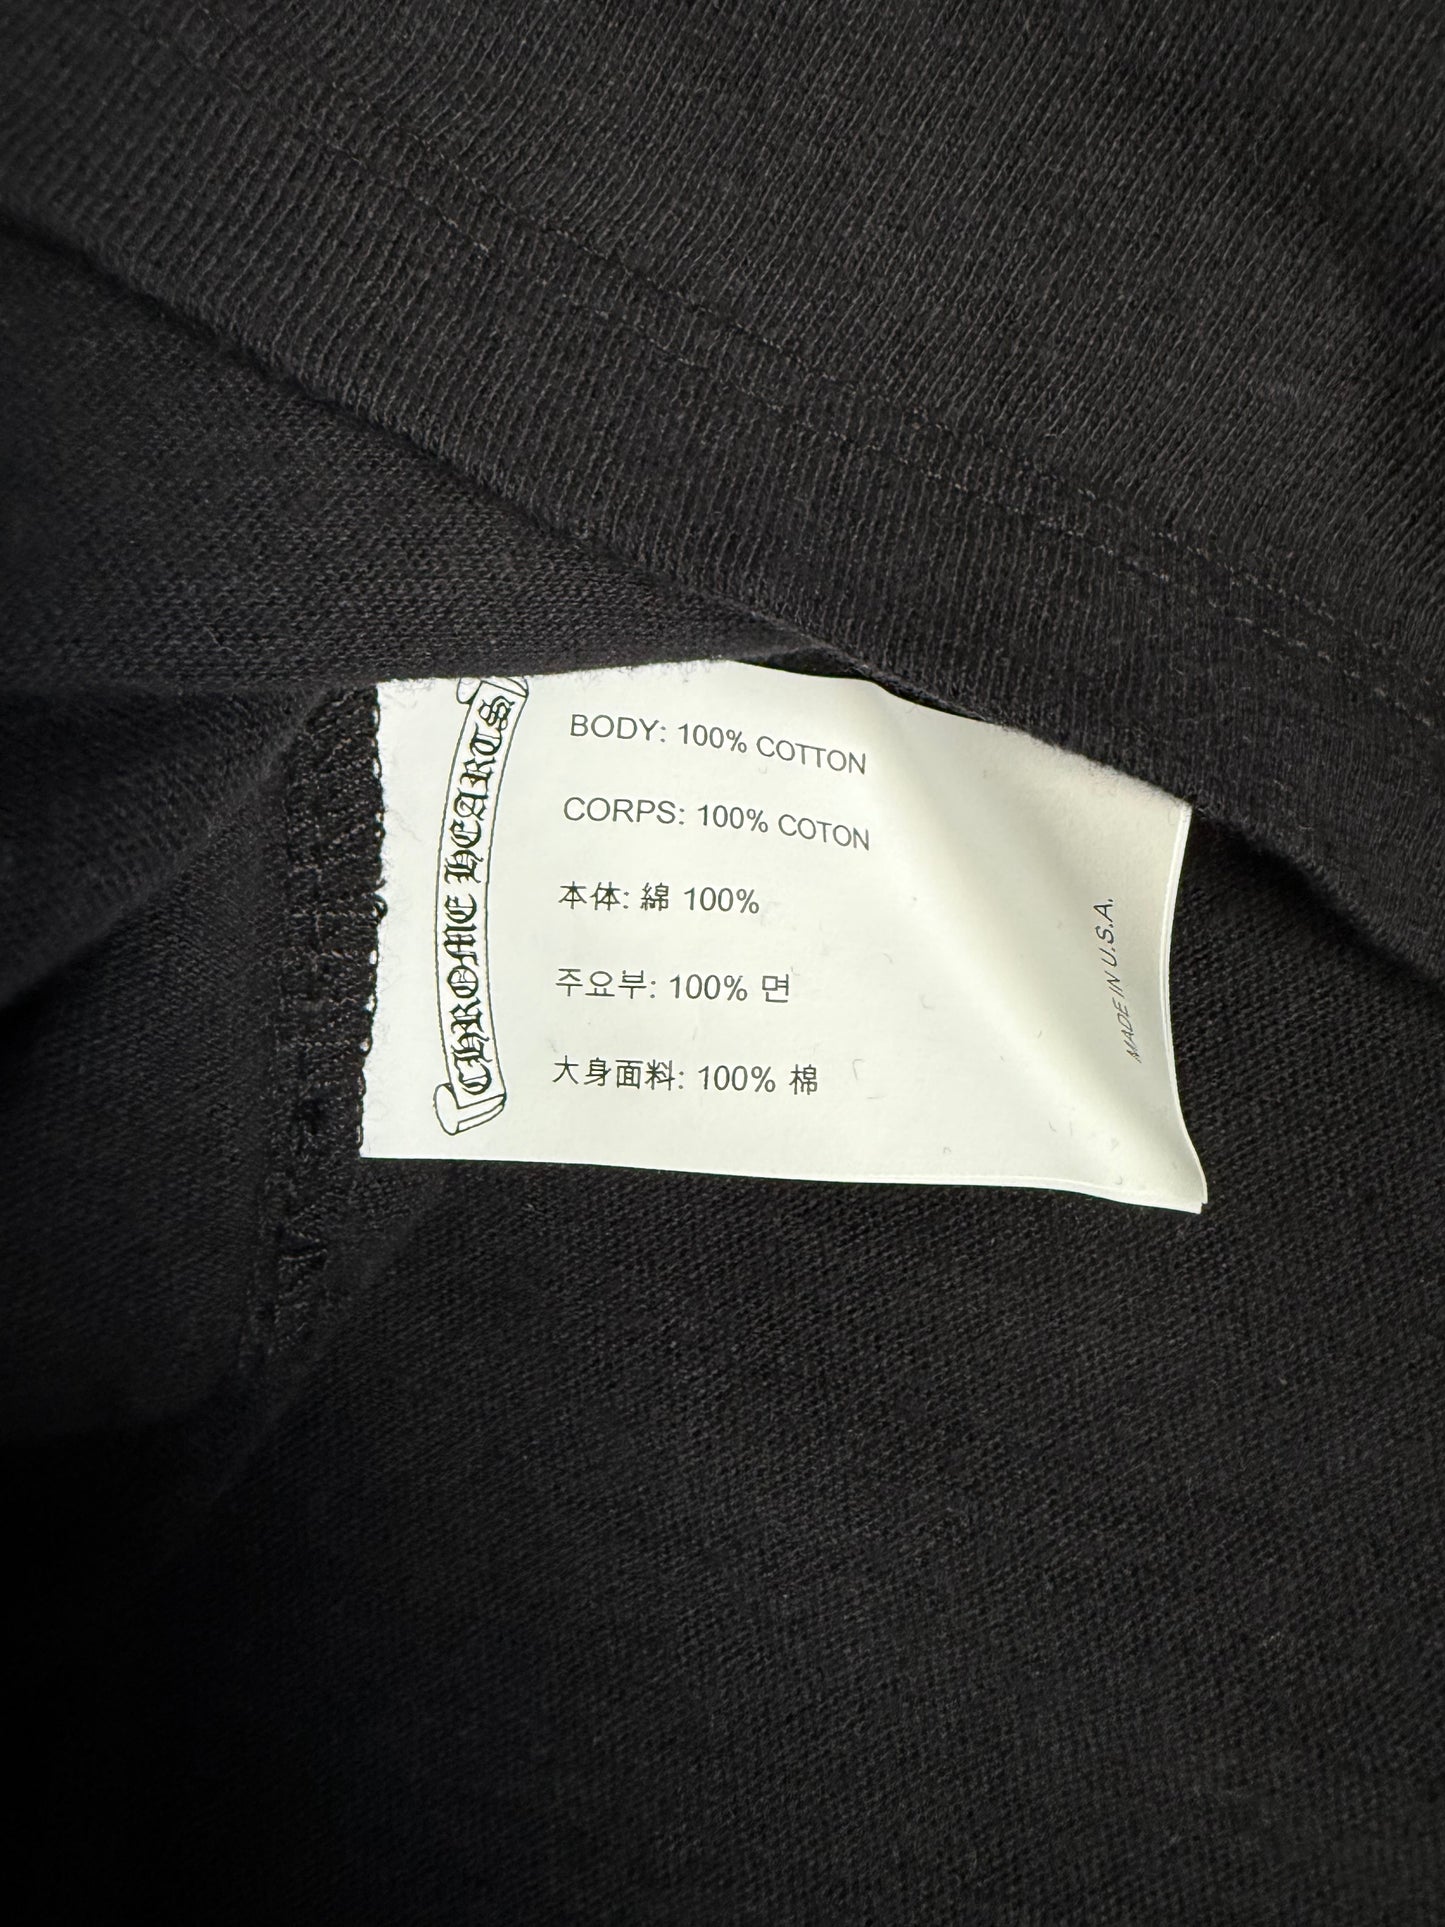 CHROME HEARTS
BODY: 100% COTTON
CORPS: 100% COTON
本体: 綿 100%
주요부: 100% 면
大身面料: 100% 棉
MADE IN U.S.A.